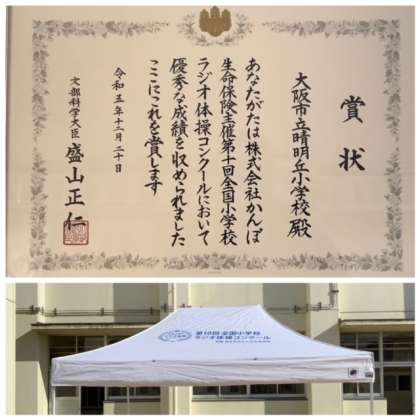 賞状
大阪市立晴明丘小学校殿
あなたがたは株式会社かんぽ
生命保険主催第十回全国小学校
ラジオ体操コンクールにおいて
優秀な成績を収められました
ここにこれを賞します
令和五年十二月二十日
文部科学大臣 盛山正仁
第10回 全国小学校
ラジオ体操コンクール